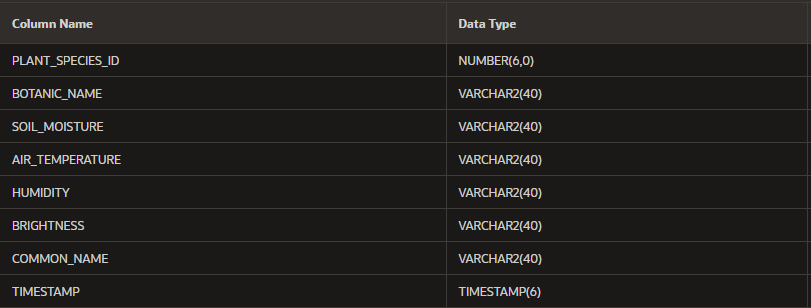 Column Name Data Type
PLANT_SPECIES_ID NUMBER(6,0)
BOTANIC_NAME VARCHAR2(40)
SOIL_MOISTURE VARCHAR2(40)
AIR_TEMPERATURE VARCHAR2(40)
HUMIDITY VARCHAR2(40)
BRIGHTNESS VARCHAR2(40)
COMMON_NAME VARCHAR2(40)
TIMESTAMP TIMESTAMP(6)